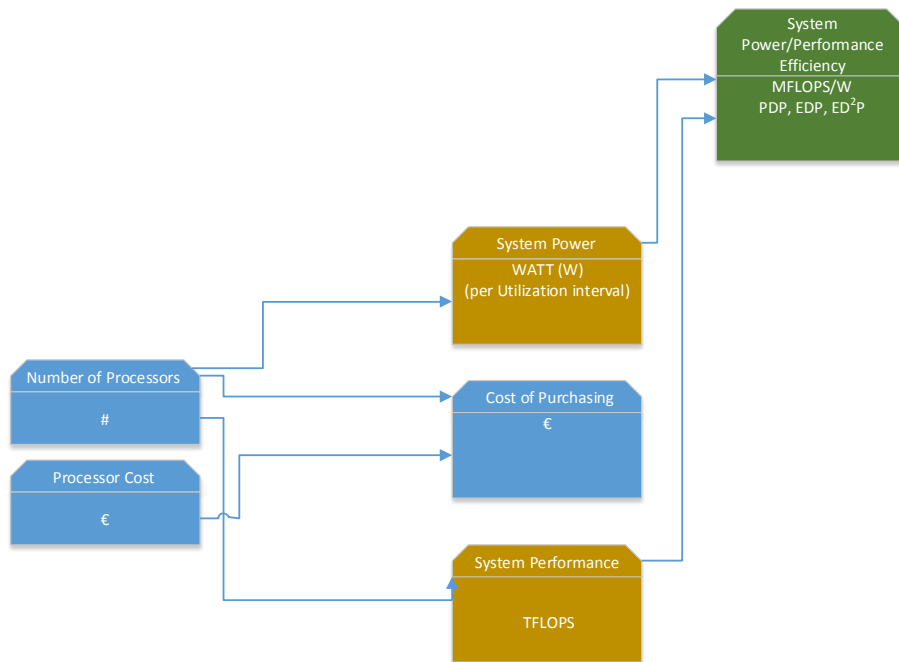 System
Power/Performance
Efficiency
MFLOPS/W
PDP, EDP, ED²P
System Power
WATT (W)
(per Utilization interval)
Number of Processors
#
Cost of Purchasing
€
Processor Cost
€
System Performance
TFLOPS